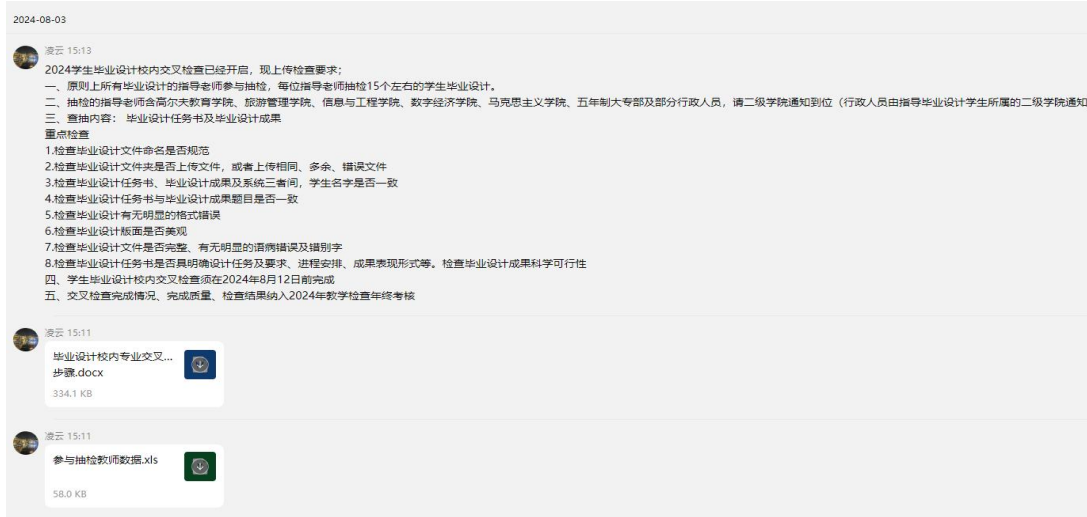 2024-08-03
凌云 15:13
2024学生毕业设计校内交叉检查已经开启，现上传检查要求；
一、原则上所有毕业设计的指导老师参与抽检，每位指导老师抽检15个左右的学生毕业设计。
二、抽检的指导老师含高尔夫教育学院、旅游管理学院、信息与工程学院、数字经济学院、马克思主义学院、五年制大专部及部分行政人员，请二级学院通知到位（行政人员由指导毕业设计学生所属的二级学院通知
三、查抽内容： 毕业设计任务书及毕业设计成果
重点检查
1.检查毕业设计文件命名是否规范
2.检查毕业设计文件夹是否上传文件，或者上传相同、多余、错误文件
3.检查毕业设计任务书、毕业设计成果及系统三者间，学生名字是否一致
4.检查毕业设计任务书与毕业设计成果题目是否一致
5.检查毕业设计有无明显的格式错误
6.检查毕业设计版面是否美观
7.检查毕业设计文件是否完整、有无明显的语病错误及错别字
8.检查毕业设计任务书是否具明确设计任务及要求、进程安排、成果表现形式等。检查毕业设计成果科学可行性
四、学生毕业设计校内交叉检查须在2024年8月12日前完成
五、交叉检查完成情况、完成质量、检查结果纳入2024年教学检查年终考核
凌云 15:11
毕业设计校内专业交叉...
步骤.docx
334.1 KB
凌云 15:11
参与抽检教师数据.xls
58.0 KB